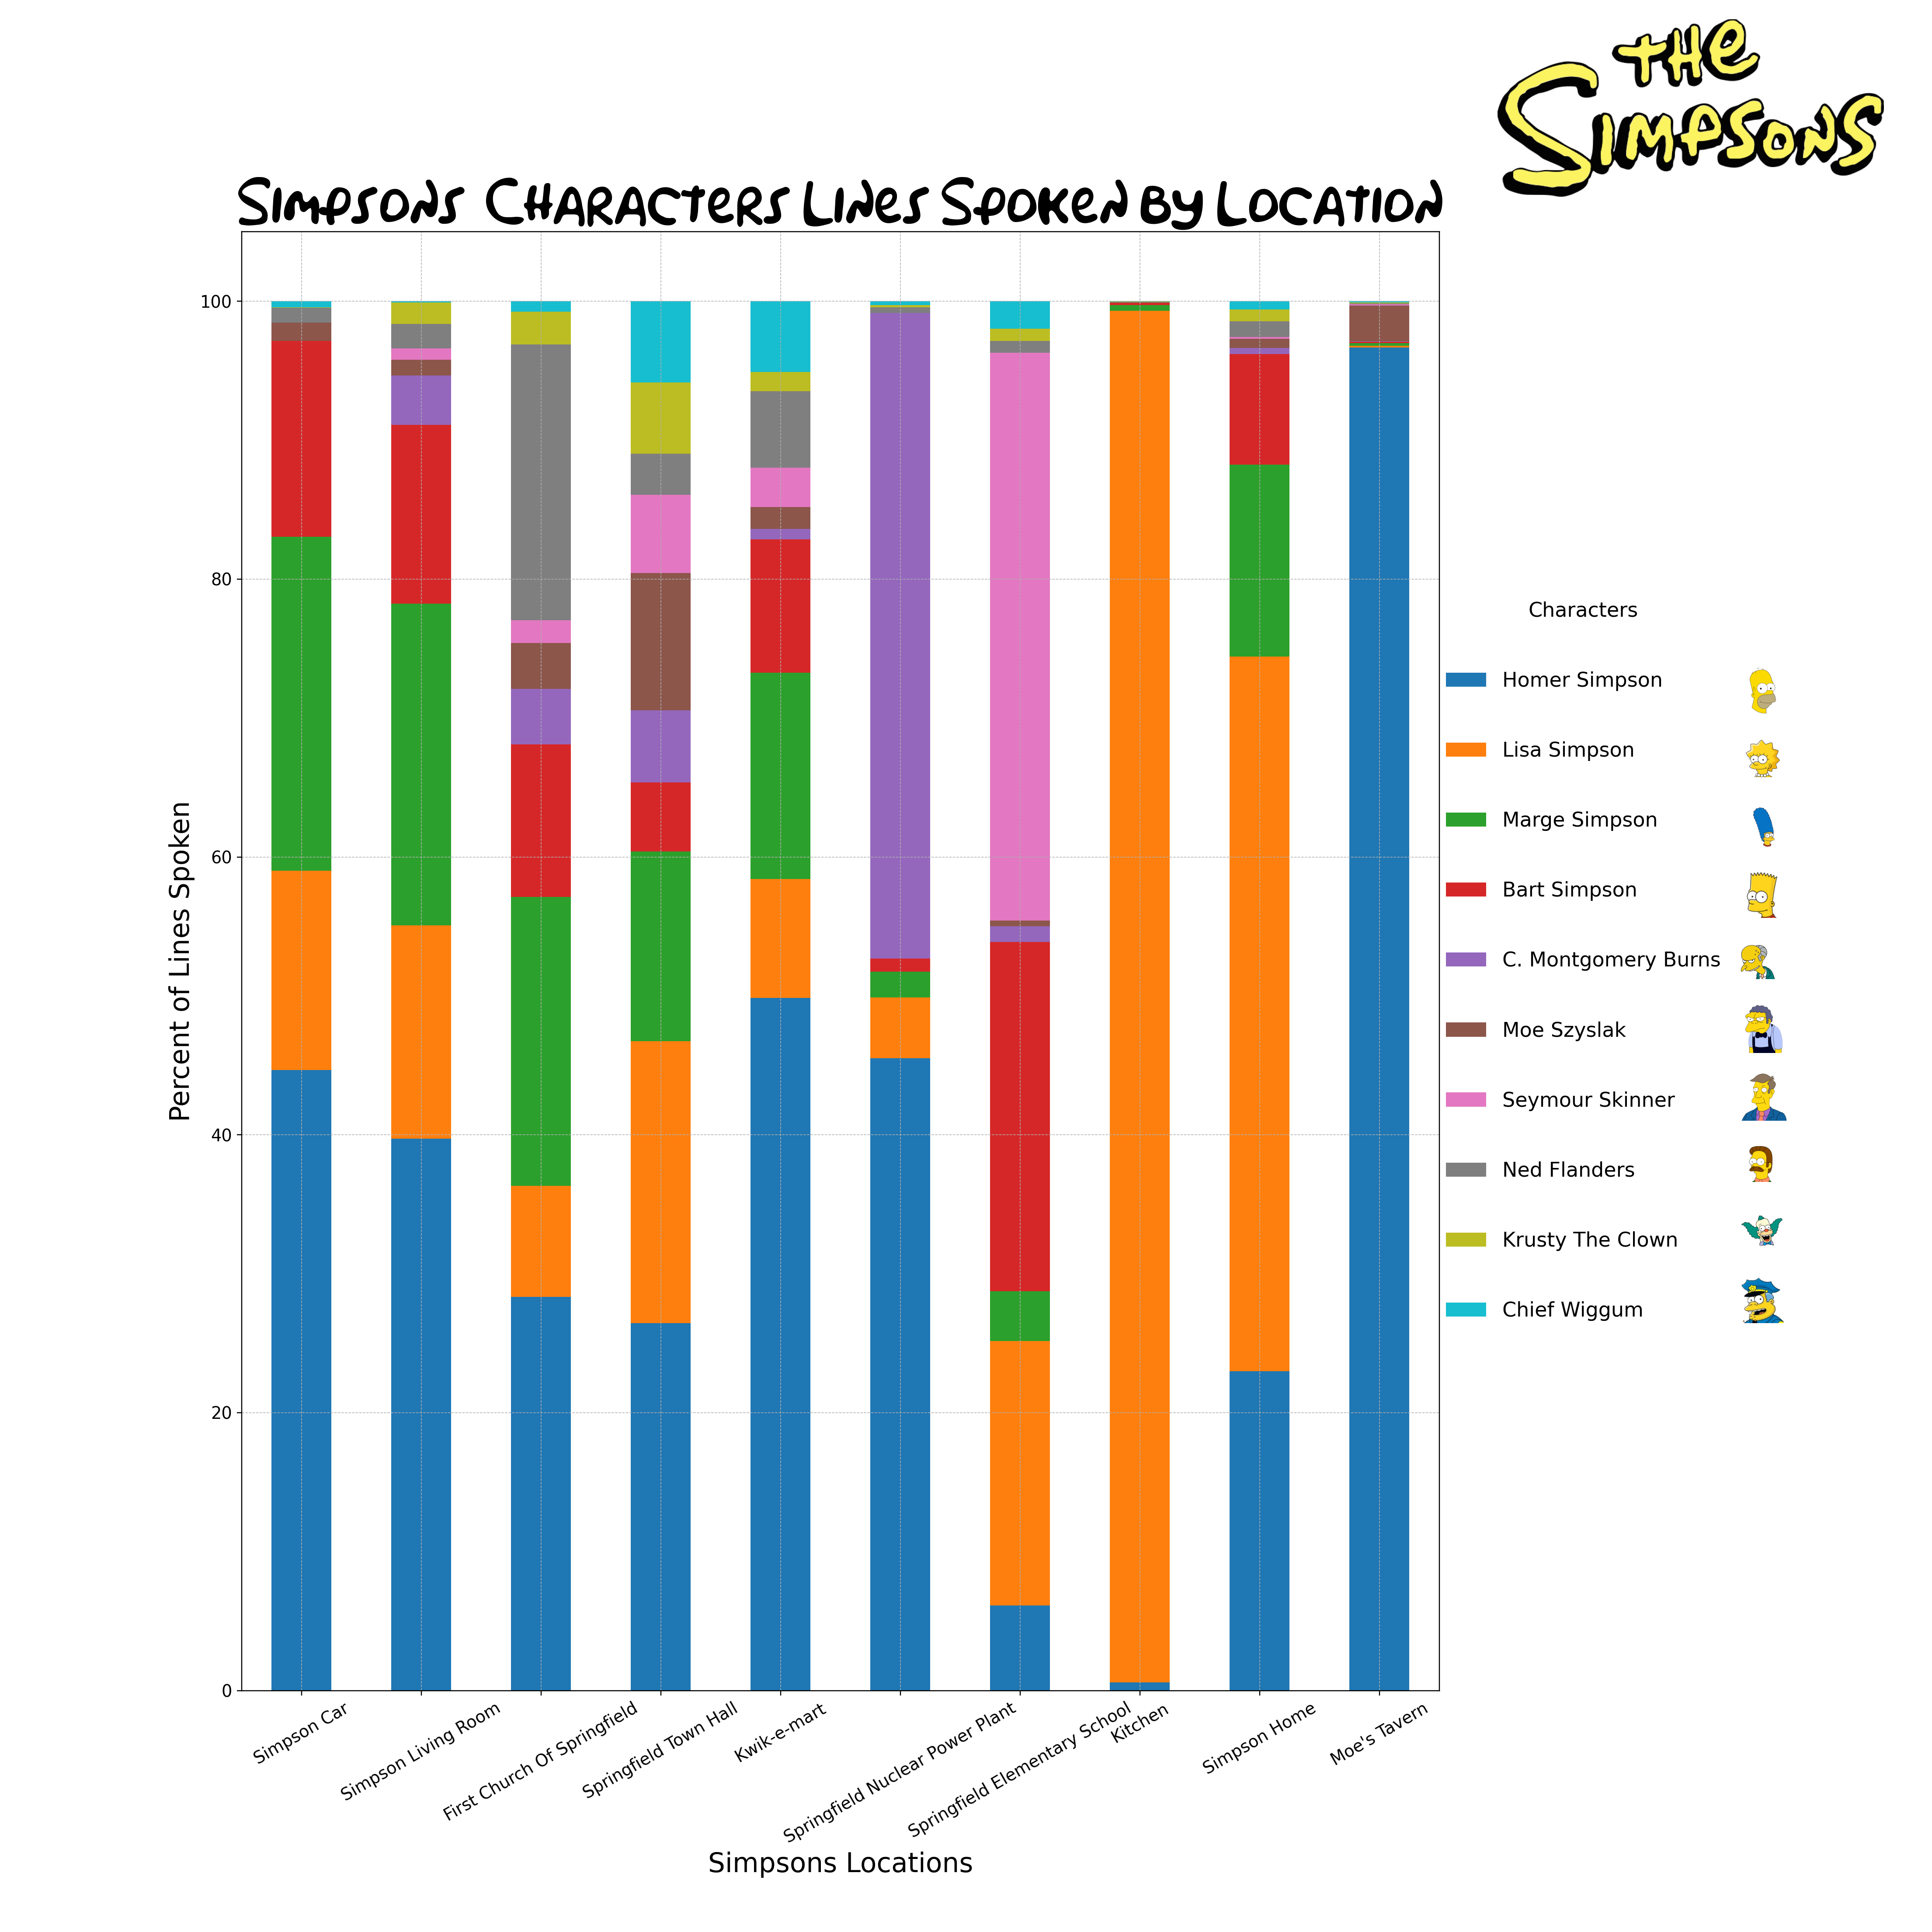 THE
SIMPSONS
SIMPSONS CHARACTERS LINES SPOKEN BY LOCATION
100
80
60
40
20
0
Percent of Lines Spoken
Simpson Car
Simpson Living Room
First Church Of Springfield
Springfield Town Hall
Kwik-e-mart
Springfield Nuclear Power Plant
Springfield Elementary School
Kitchen
Simpson Home
Moe's Tavern
Simpsons Locations
Characters
Homer Simpson
Lisa Simpson
Marge Simpson
Bart Simpson
C. Montgomery Burns
Moe Szyslak
Seymour Skinner
Ned Flanders
Krusty The Clown
Chief Wiggum